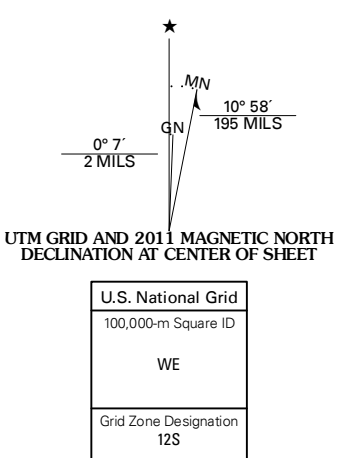 ★
MN
GN
10° 58´
195 MILS
0° 7´
2 MILS
UTM GRID AND 2011 MAGNETIC NORTH
DECLINATION AT CENTER OF SHEET
U.S. National Grid
100,000-m Square ID
WE
Grid Zone Designation
12S